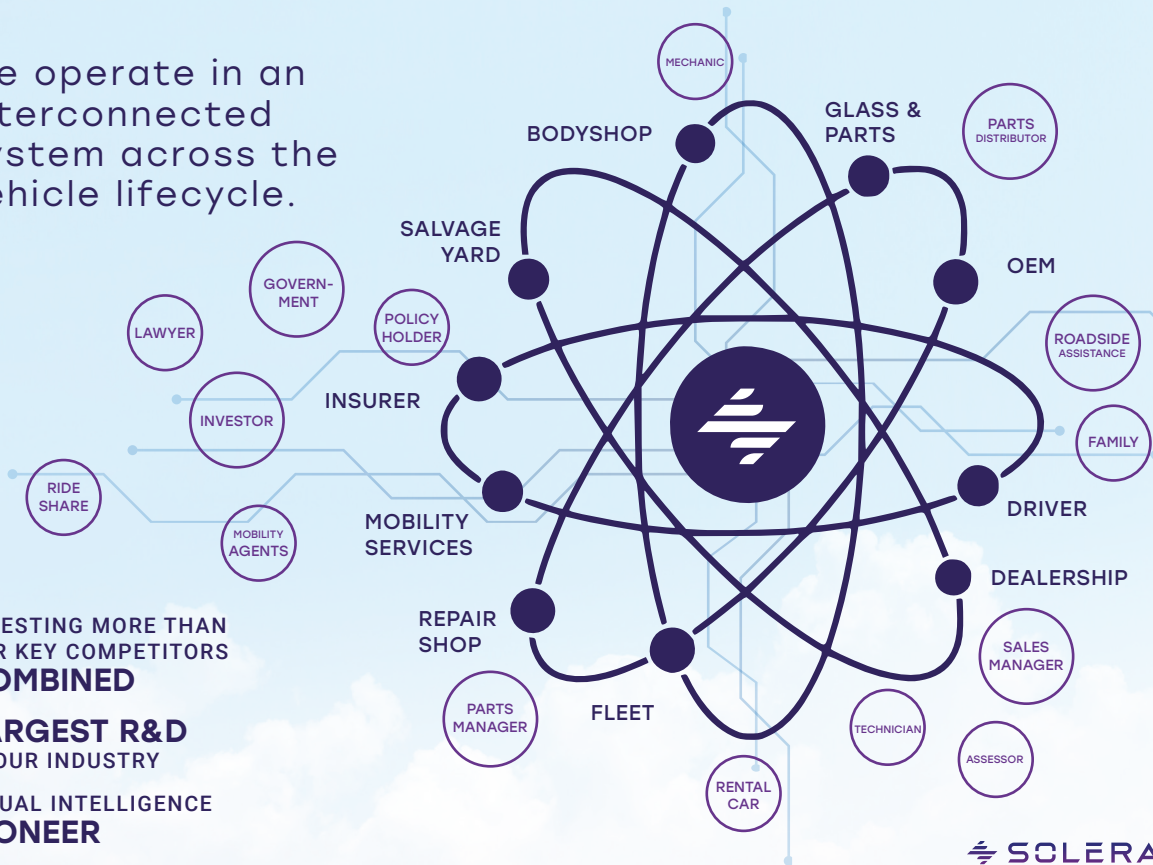 e operate in an
terconnected
ystem across the
ehicle lifecycle.
MECHANIC
BODYSHOP
GLASS &
PARTS
PARTS
DISTRIBUTOR
SALVAGE
YARD
OEM
GOVERN-
MENT
LAWYER
POLICY
HOLDER
ROADSIDE
ASSISTANCE
INSURER
INVESTOR
FAMILY
RIDE
SHARE
MOBILITY
AGENTS
MOBILITY
SERVICES
DRIVER
DEALERSHIP
REPAIR
SHOP
SALES
MANAGER
PARTS
MANAGER
FLEET
TECHNICIAN
ASSESSOR
RENTAL
CAR
ESTING MORE THAN
R KEY COMPETITORS
OMBINED
ARGEST R&D
OUR INDUSTRY
UAL INTELLIGENCE
ONEER
SOLERA